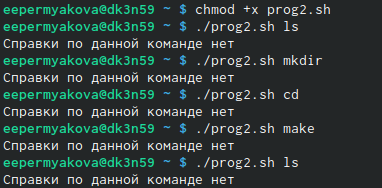 eepermyakova@dk3n59 ~ $ chmod +x prog2.sh
eepermyakova@dk3n59 ~ $ ./prog2.sh ls
Справки по данной команде нет
eepermyakova@dk3n59 ~ $ ./prog2.sh mkdir
Справки по данной команде нет
eepermyakova@dk3n59 ~ $ ./prog2.sh cd
Справки по данной команде нет
eepermyakova@dk3n59 ~ $ ./prog2.sh make
Справки по данной команде нет
eepermyakova@dk3n59 ~ $ ./prog2.sh ls
Справки по данной команде нет